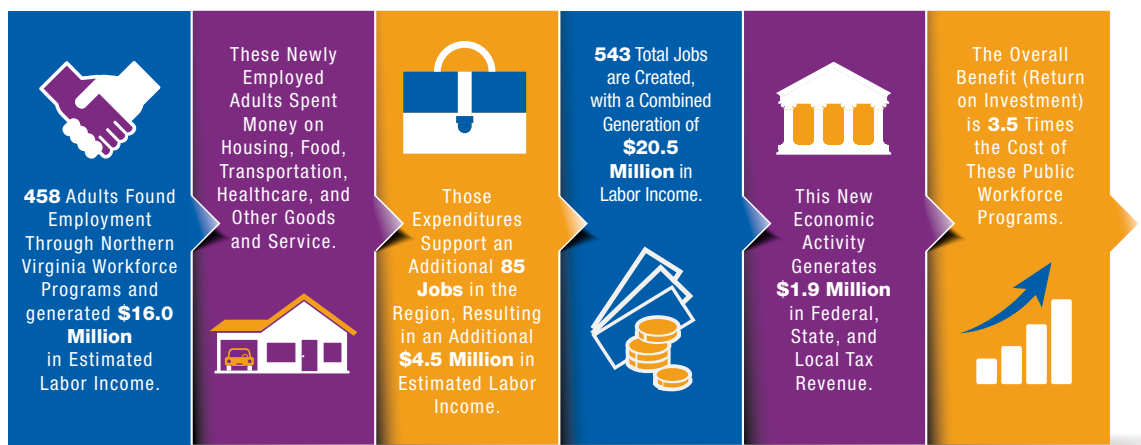 458 Adults Found
Employment
Through Northern
Virginia Workforce
Programs and
generated $16.0
Million
in Estimated
Labor Income.
These Newly
Employed
Adults Spent
Money on
Housing, Food,
Transportation,
Healthcare, and
Other Goods
and Service.
Those
Expenditures
Support an
Additional 85
Jobs in the
Region, Resulting
in an Additional
$4.5 Million in
Estimated Labor
Income.
543 Total Jobs
are Created,
with a Combined
Generation of
$20.5
Million in
Labor Income.
This New
Economic
Activity
Generates
$1.9 Million
in Federal,
State, and
Local Tax
Revenue.
The Overall
Benefit (Return
on Investment)
is 3.5 Times
the Cost of
These Public
Workforce
Programs.